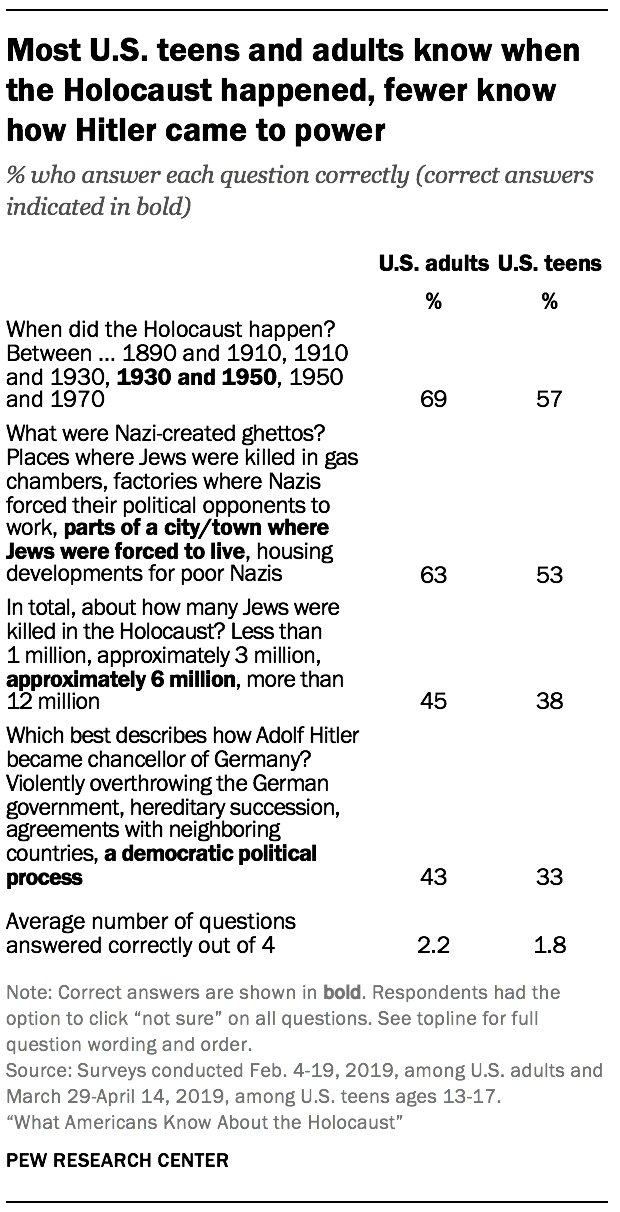 Most U.S. teens and adults know when
the Holocaust happened, fewer know
how Hitler came to power
% who answer each question correctly (correct answers
indicated in bold)
U.S. adults U.S. teens
% %
When did the Holocaust happen?
Between ... 1890 and 1910, 1910
and 1930, 1930 and 1950, 1950
and 1970 69 57
What were Nazi-created ghettos?
Places where Jews were killed in gas
chambers, factories where Nazis
forced their political opponents to
work, parts of a city/town where
Jews were forced to live, housing
developments for poor Nazis 63 53
In total, about how many Jews were
killed in the Holocaust? Less than
1 million, approximately 3 million,
approximately 6 million, more than
12 million 45 38
Which best describes how Adolf Hitler
became chancellor of Germany?
Violently overthrowing the German
government, hereditary succession,
agreements with neighboring
countries, a democratic political
process 43 33
Average number of questions
answered correctly out of 4 2.2 1.8
Note: Correct answers are shown in bold. Respondents had the
option to click “not sure” on all questions. See topline for full
question wording and order.
Source: Surveys conducted Feb. 4-19, 2019, among U.S. adults and
March 29-April 14, 2019, among U.S. teens ages 13-17.
“What Americans Know About the Holocaust”
PEW RESEARCH CENTER